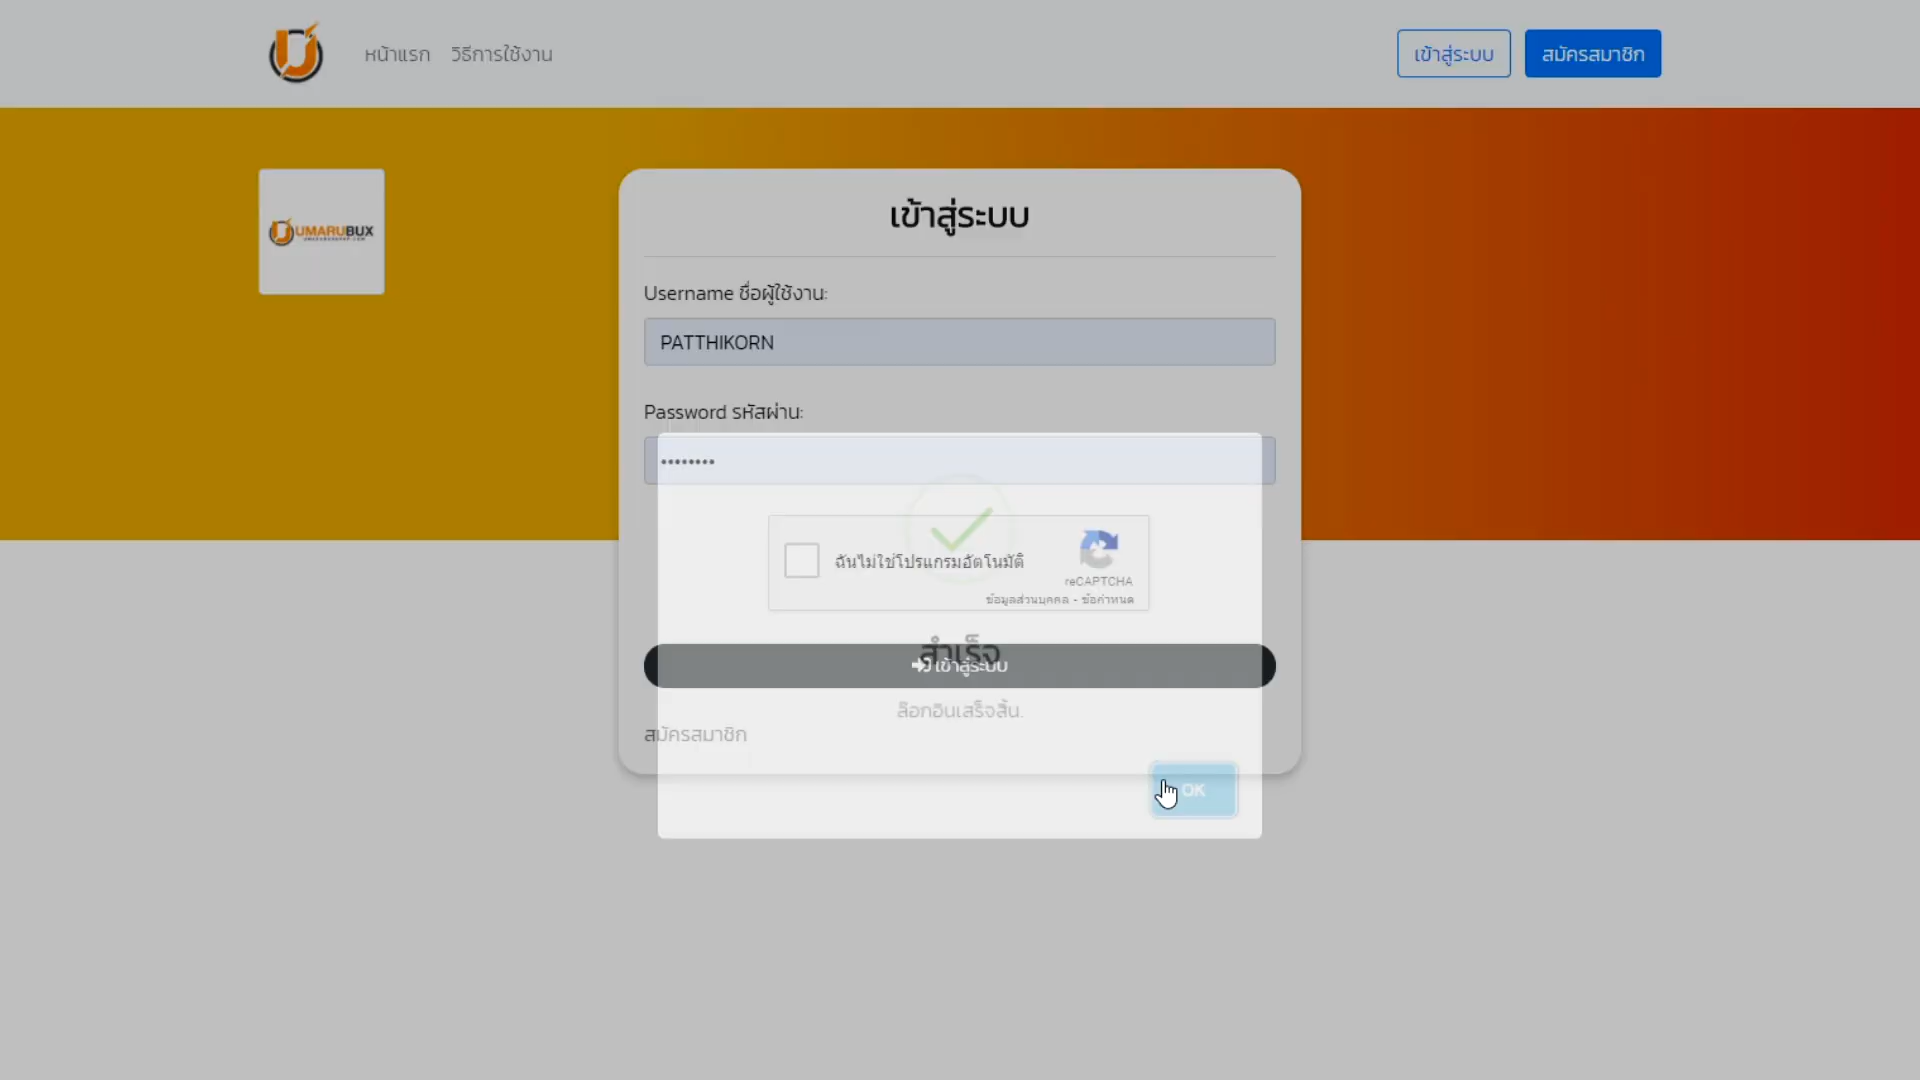 หน้าแรก วิธีการใช้งาน เข้าสู่ระบบ สมัครสมาชิก
UMARUBUX
เข้าสู่ระบบ
Username ชื่อผู้ใช้งาน:
PATTHIKORN
Password รหัสผ่าน:
••••••••
ฉันไม่ใช่โปรแกรมอัตโนมัติ
reCAPTCHA
ข้อมูลส่วนบุคคล - ข้อกำหนด
สำเร็จ
เข้าสู่ระบบ
ล๊อกอินเสร็จสิ้น.
สมัครสมาชิก
OK